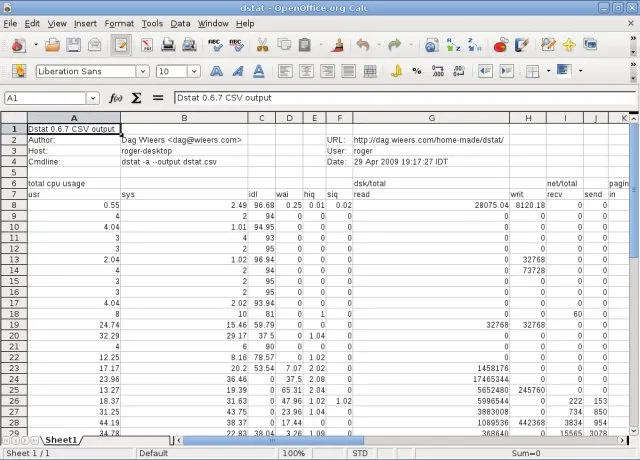 dstat - OpenOffice.org Calc
File Edit View Insert Format Tools Data Window Help
Liberation Sans 10
A1 Dstat 0.6.7 CSV output
A B C D E F G H I J K
1 Dstat 0.6.7 CSV output
2 Author: Dag Wieers <dag@wieers.com> URL: http://dag.wieers.com/home-made/dstat/
3 Host: roger-desktop User: roger
4 Cmdline: dstat -a --output dstat.csv Date: 29 Apr 2009 19:17:27 IDT
5
6 total cpu usage dsk/total net/total pagin
7 usr sys idl wai hiq siq read writ recv send in
8 0.55 2.49 96.68 0.25 0.01 0.02 28075.04 8120.18 0 0
9 4 2 94 0 0 0 0 0 0 0
10 4.04 1.01 94.95 0 0 0 0 0 0 0
11 3 4 93 0 0 0 0 0 0 0
12 3 2 95 0 0 0 0 0 0 0
13 2.04 1.02 96.94 0 0 0 0 32768 0 0
14 4 2 94 0 0 0 0 73728 0 0
15 3 2 95 0 0 0 0 0 0 0
16 3 2 95 0 0 0 0 0 0 0
17 4.04 2.02 93.94 0 0 0 0 0 0 0
18 8 10 81 0 1 0 0 0 60 0
19 24.74 15.46 59.79 0 0 0 32768 32768 0 0
20 32.29 29.17 37.5 0 1.04 0 0 0 0 0
21 4 6 90 0 0 0 0 0 0 0
22 12.25 8.16 78.57 0 1.02 0 0 0 0 0
23 17.17 20.2 53.54 7.07 2.02 0 1458176 0 0 0
24 23.96 36.46 0 37.5 2.08 0 17465344 0 0 0
25 13.27 19.39 0 65.31 2.04 0 5652480 245760 0 0
26 18.37 31.63 0 47.96 1.02 1.02 5996544 0 222 153
27 31.25 43.75 0 23.96 1.04 0 3883008 0 734 850
28 44.19 38.37 0 17.44 0 0 1089536 442368 3834 954
29 34.78 22.83 38.04 3.26 1.09 0 368640 0 15565 3078
Sheet1
Sheet 1 / 1 Default 100% STD Sum=0